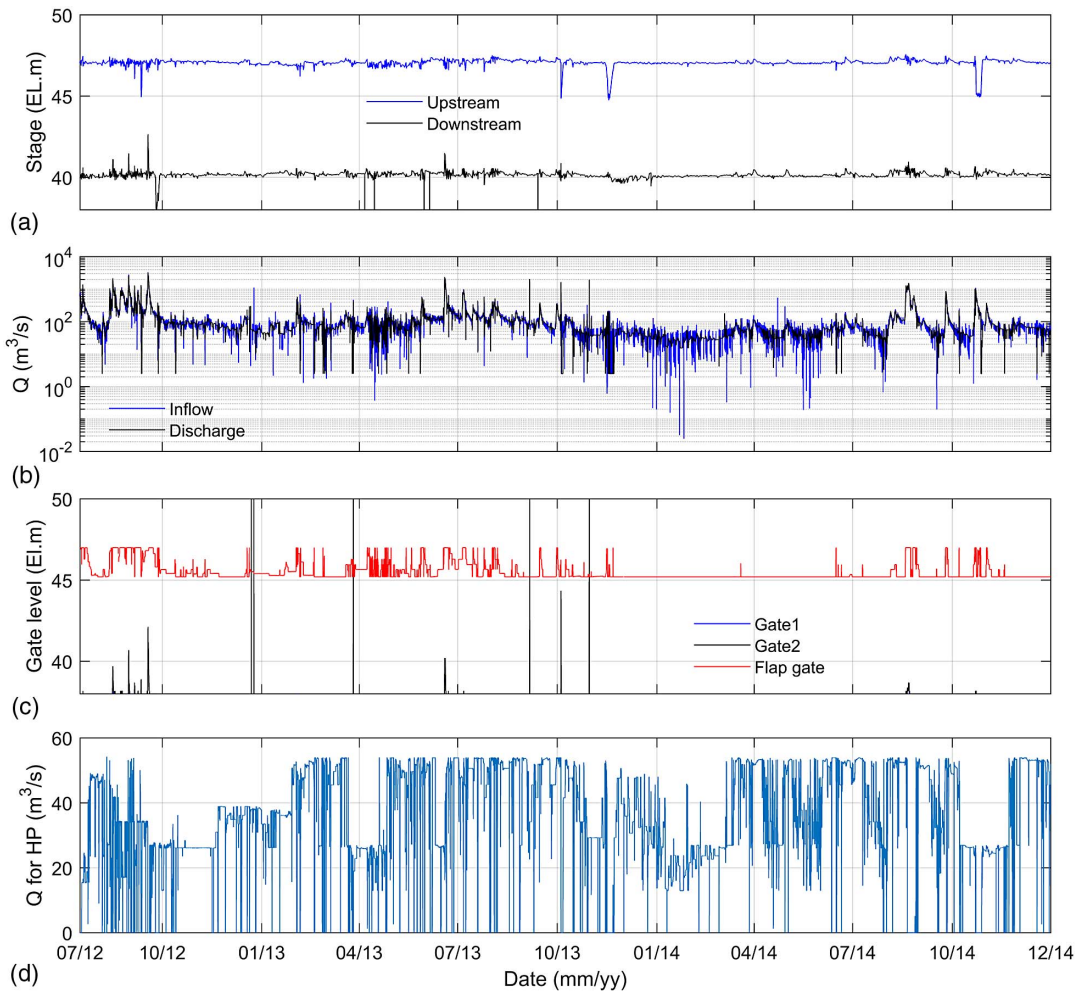 50
45
40
Stage (EL.m)
Upstream
Downstream
(a)
10^4
10^2
10^0
10^-2
Q (m^3/s)
Inflow
Discharge
(b)
50
45
40
Gate level (El.m)
Gate1
Gate2
Flap gate
(c)
60
40
20
0
Q for HP (m^3/s)
07/12 10/12 01/13 04/13 07/13 10/13 01/14 04/14 07/14 10/14 12/14
Date (mm/yy)
(d)